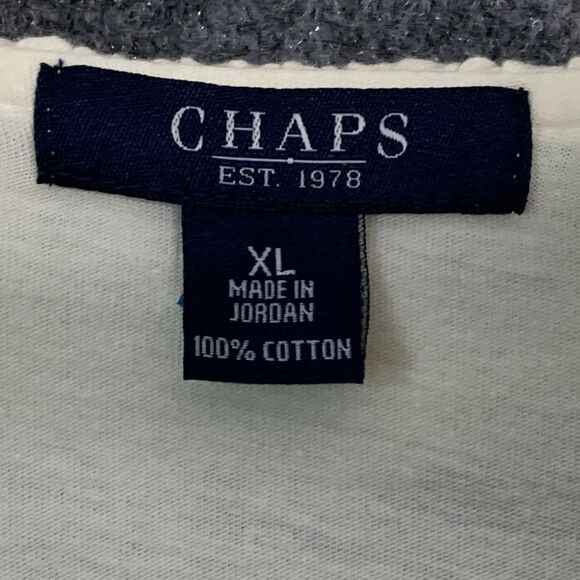 CHAPS
EST. 1978
XL
MADE IN
JORDAN
100% COTTON